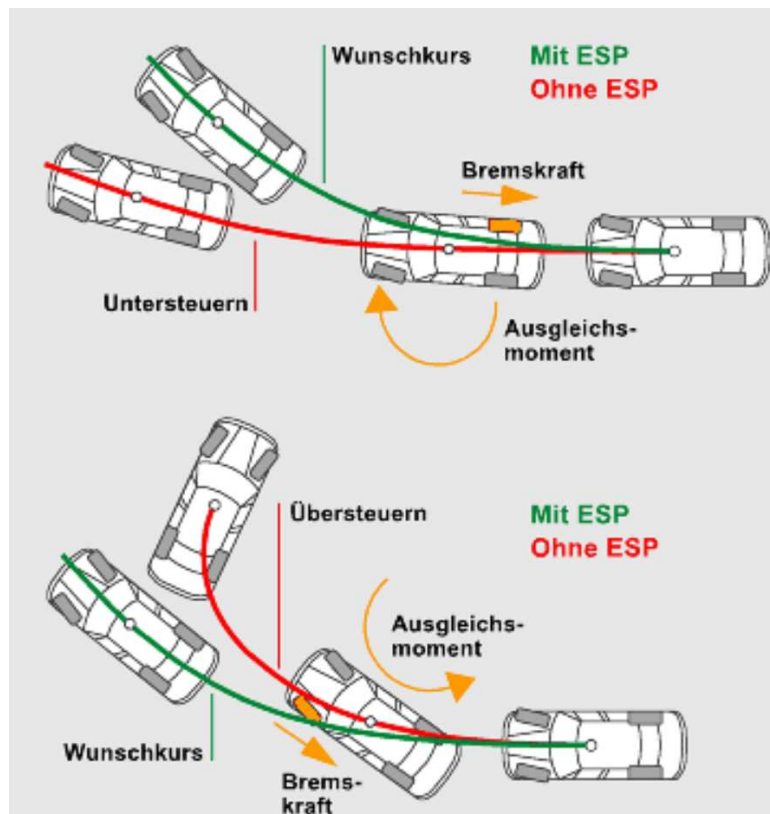 Wunschkurs
Mit ESP
Ohne ESP
Bremskraft
Untersteuern
Ausgleichs-
moment
Übersteuern
Mit ESP
Ohne ESP
Ausgleichs-
moment
Wunschkurs
Brems-
kraft